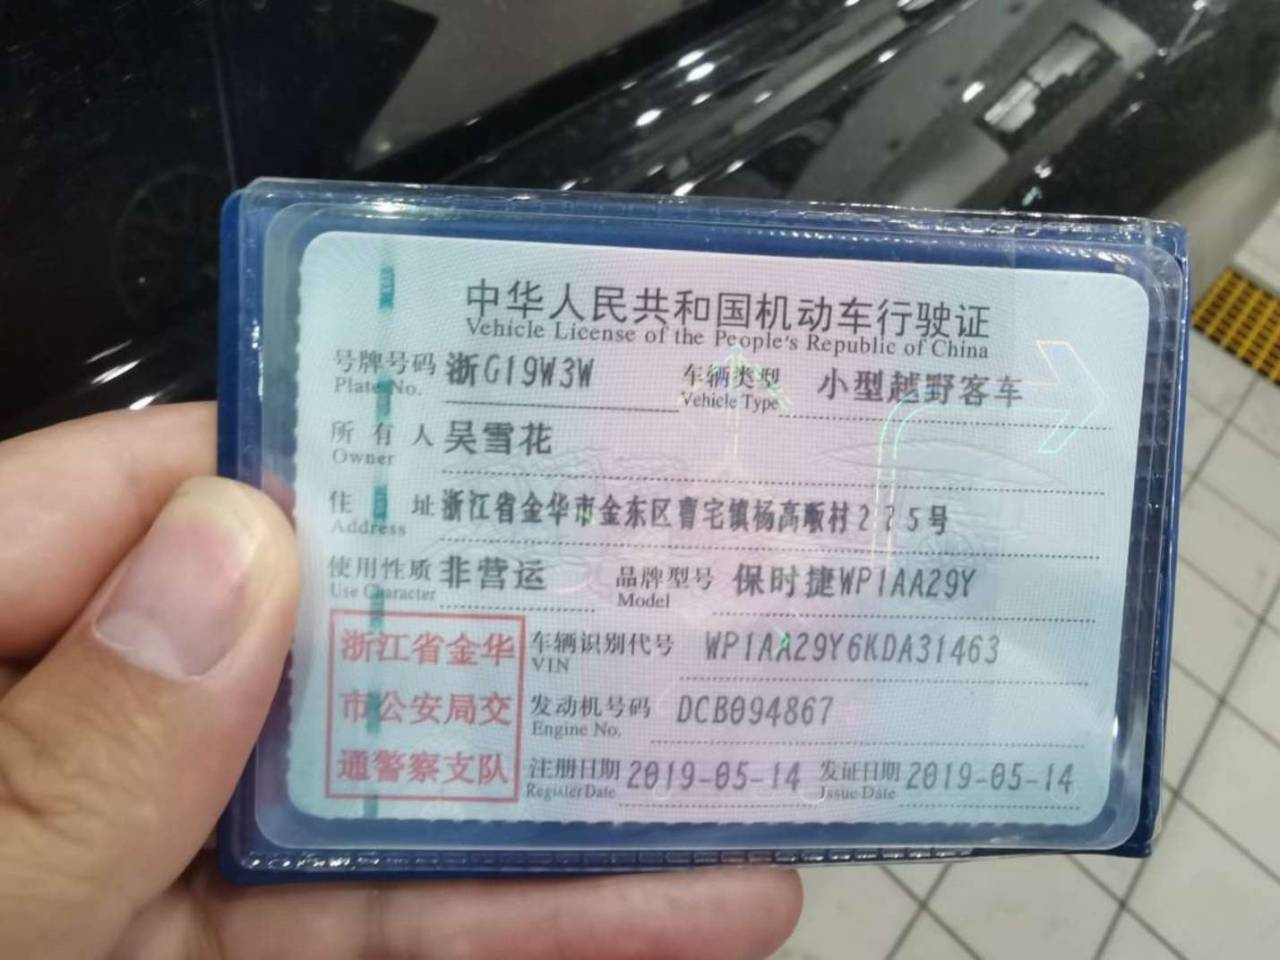 中华人民共和国机动车行驶证
Vehicle License of the People's Republic of China
号牌号码 浙G19W3W 车辆类型 小型越野客车
Plate No. Vehicle Type
所有人 吴雪花
Owner
住址 浙江省金华市金东区曹宅镇杨高畈村225号
Address
使用性质 非营运 品牌型号 保时捷WP1AA29Y
Use Character Model
浙江省金华
市公安局交
通警察支队
车辆识别代号 WP1AA29Y6KDA31463
VIN
发动机号码 DCB094867
Engine No.
注册日期 2019-05-14 发证日期 2019-05-14
Register Date Issue Date